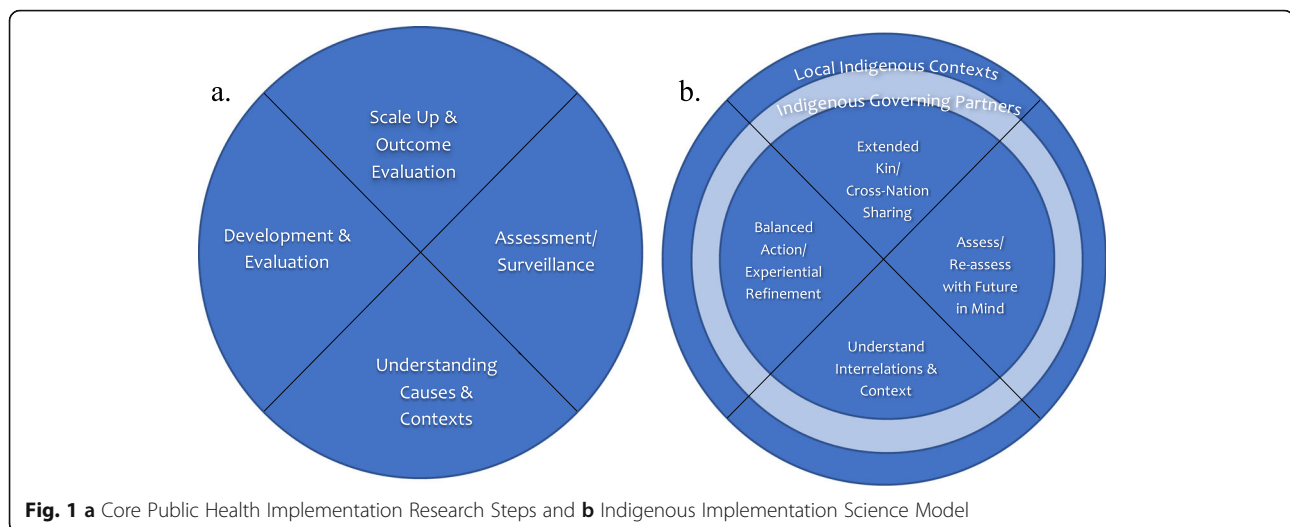 a.
Scale Up &
Outcome
Evaluation
Development &
Evaluation
Assessment/
Surveillance
Understanding
Causes &
Contexts
b.
Local Indigenous Contexts
Indigenous Governing Partners
Extended
Kin/
Cross-Nation
Sharing
Balanced
Action/
Experiential
Refinement
Assess/
Re-assess
with Future
in Mind
Understand
Interrelations &
Context
Fig. 1 a Core Public Health Implementation Research Steps and b Indigenous Implementation Science Model